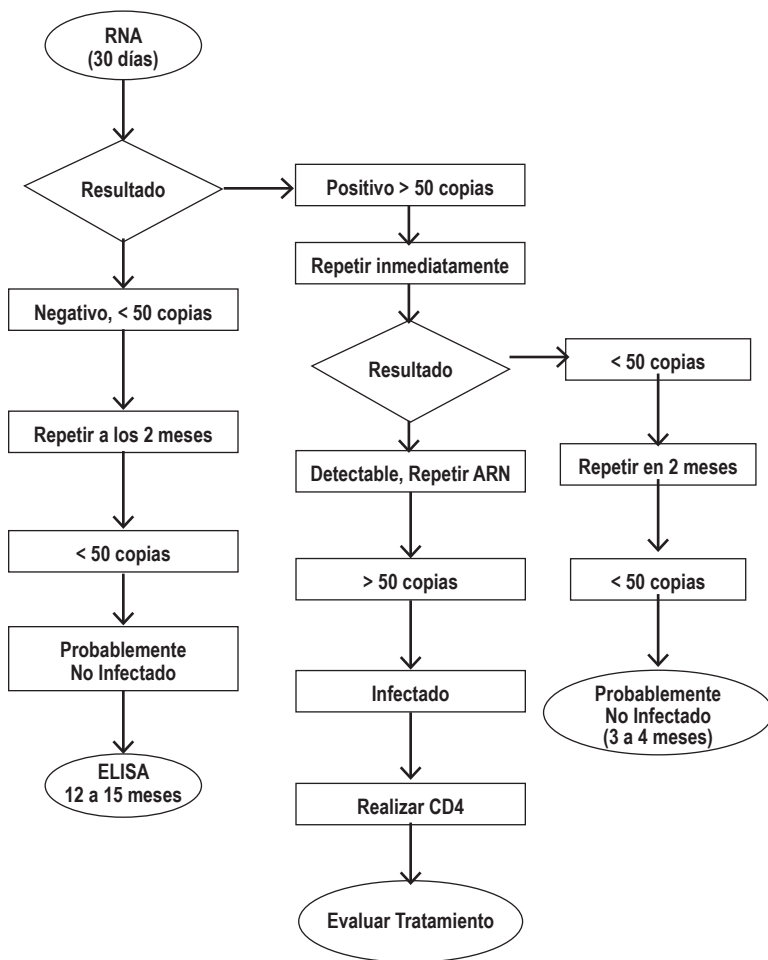 RNA
(30 días)
Resultado
Positivo > 50 copias
Repetir inmediatamente
Negativo, < 50 copias
Resultado
< 50 copias
Repetir a los 2 meses
Detectable, Repetir ARN
Repetir en 2 meses
< 50 copias
> 50 copias
< 50 copias
Probablemente
No Infectado
Infectado
Probablemente
No Infectado
(3 a 4 meses)
ELISA
12 a 15 meses
Realizar CD4
Evaluar Tratamiento